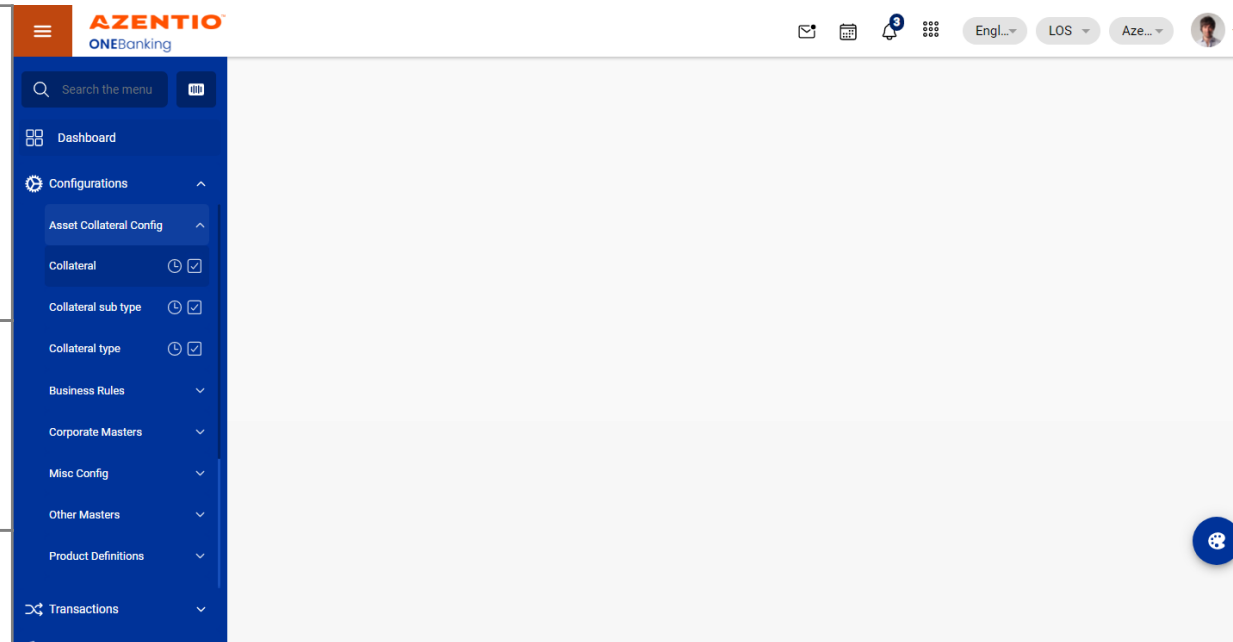 AZENTIO
ONEBanking
3
Engl...
LOS
Aze...
Search the menu
Dashboard
Configurations
Asset Collateral Config
Collateral
Collateral sub type
Collateral type
Business Rules
Corporate Masters
Misc Config
Other Masters
Product Definitions
Transactions